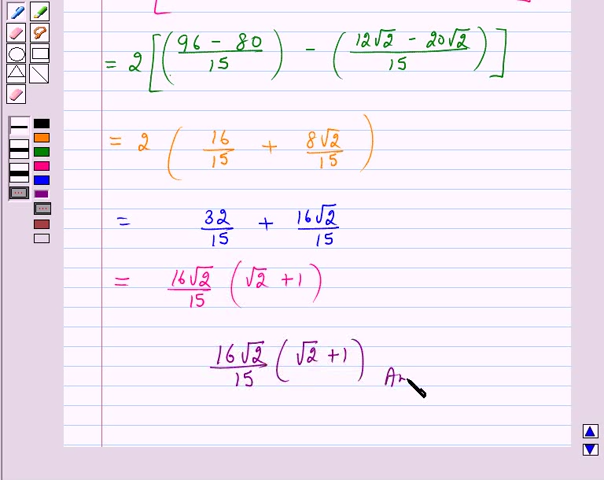 = 2 [ ( (96 - 80)/15 ) - ( (12√2 - 20√2)/15 ) ]
= 2 ( 16/15 + 8√2/15 )
= 32/15 + 16√2/15
= 16√2/15 ( √2 + 1 )
16√2/15 ( √2 + 1 )